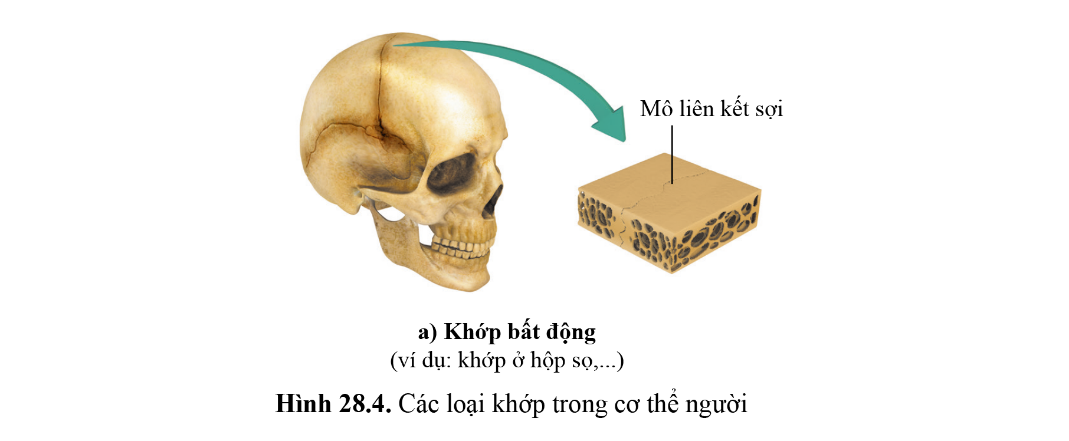 Mô liên kết sợi
a) Khớp bất động
(ví dụ: khớp ở hộp sọ,...)
Hình 28.4. Các loại khớp trong cơ thể người